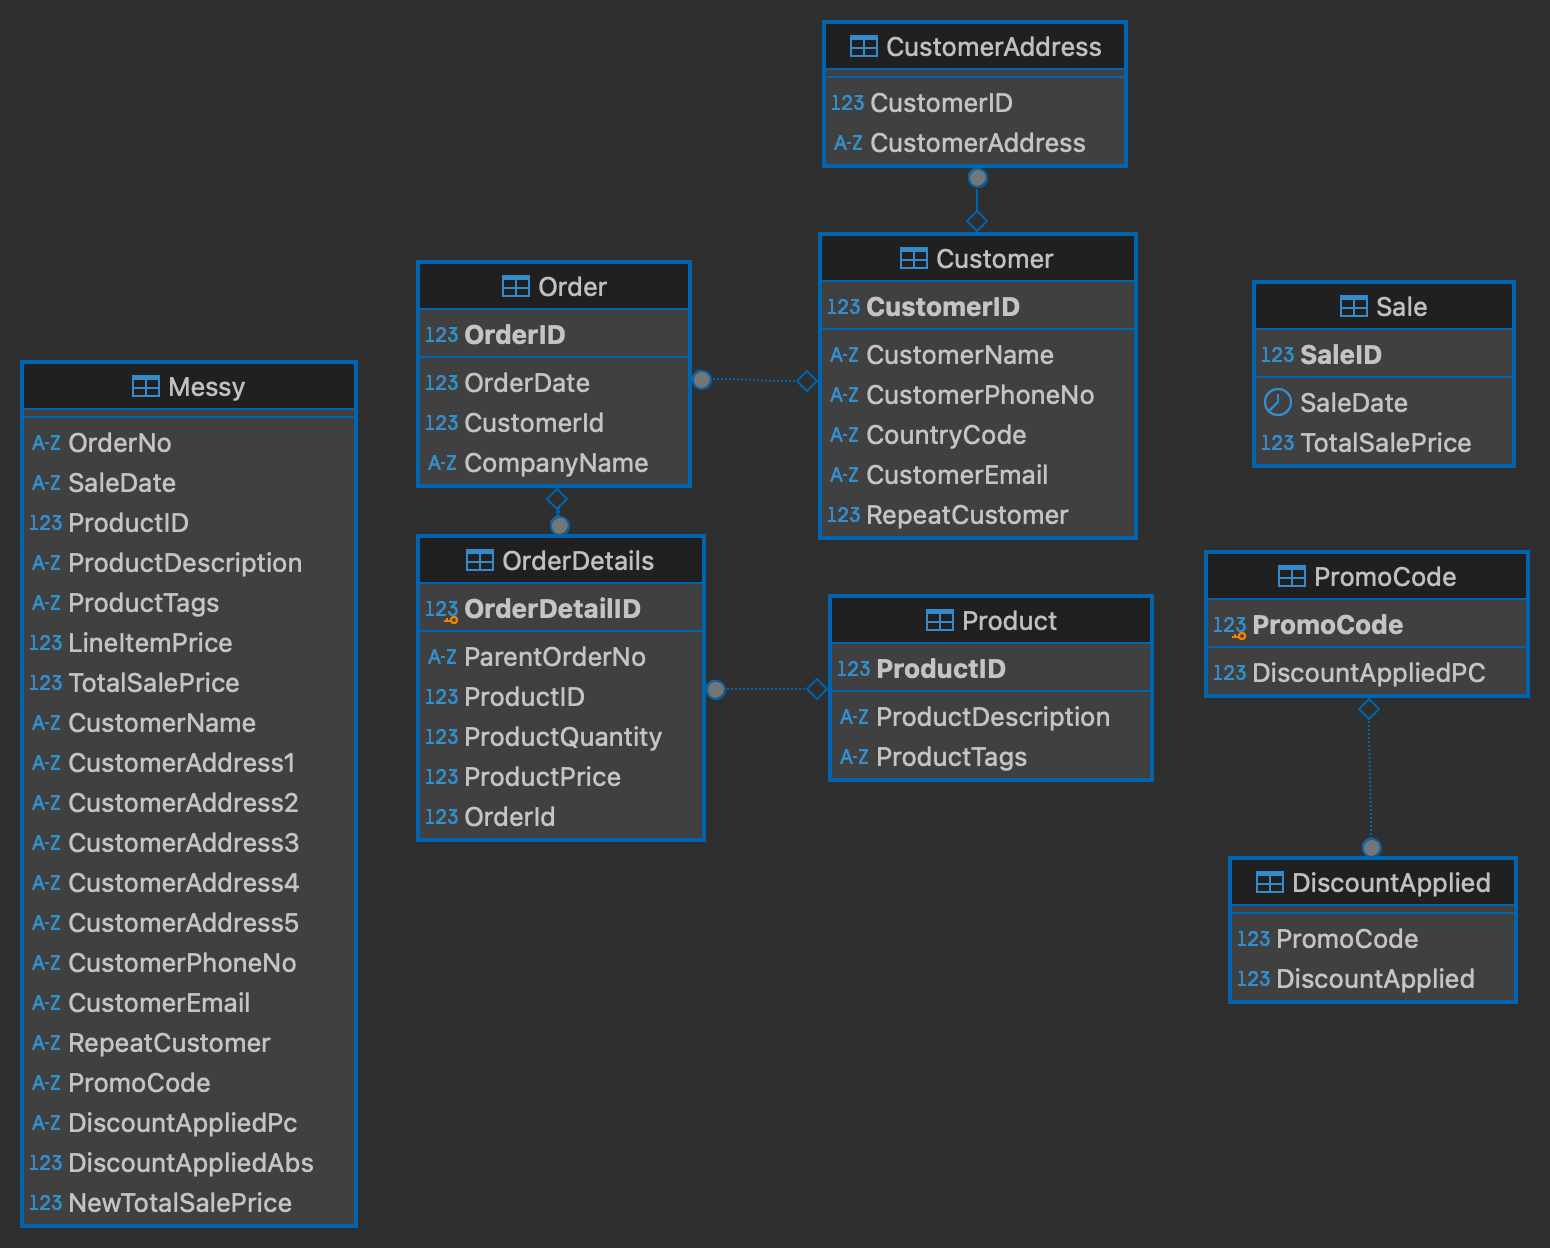 CustomerAddress
123 CustomerID
A-Z CustomerAddress
Customer
123 CustomerID
A-Z CustomerName
A-Z CustomerPhoneNo
A-Z CountryCode
A-Z CustomerEmail
123 RepeatCustomer
Order
123 OrderID
123 OrderDate
123 CustomerId
A-Z CompanyName
Sale
123 SaleID
SaleDate
123 TotalSalePrice
Messy
A-Z OrderNo
A-Z SaleDate
123 ProductID
A-Z ProductDescription
A-Z ProductTags
123 LineItemPrice
123 TotalSalePrice
A-Z CustomerName
A-Z CustomerAddress1
A-Z CustomerAddress2
A-Z CustomerAddress3
A-Z CustomerAddress4
A-Z CustomerAddress5
A-Z CustomerPhoneNo
A-Z CustomerEmail
A-Z RepeatCustomer
A-Z PromoCode
A-Z DiscountAppliedPc
123 DiscountAppliedAbs
123 NewTotalSalePrice
OrderDetails
123 OrderDetailID
A-Z ParentOrderNo
123 ProductID
123 ProductQuantity
123 ProductPrice
123 OrderId
Product
123 ProductID
A-Z ProductDescription
A-Z ProductTags
PromoCode
123 PromoCode
123 DiscountAppliedPC
DiscountApplied
123 PromoCode
123 DiscountApplied